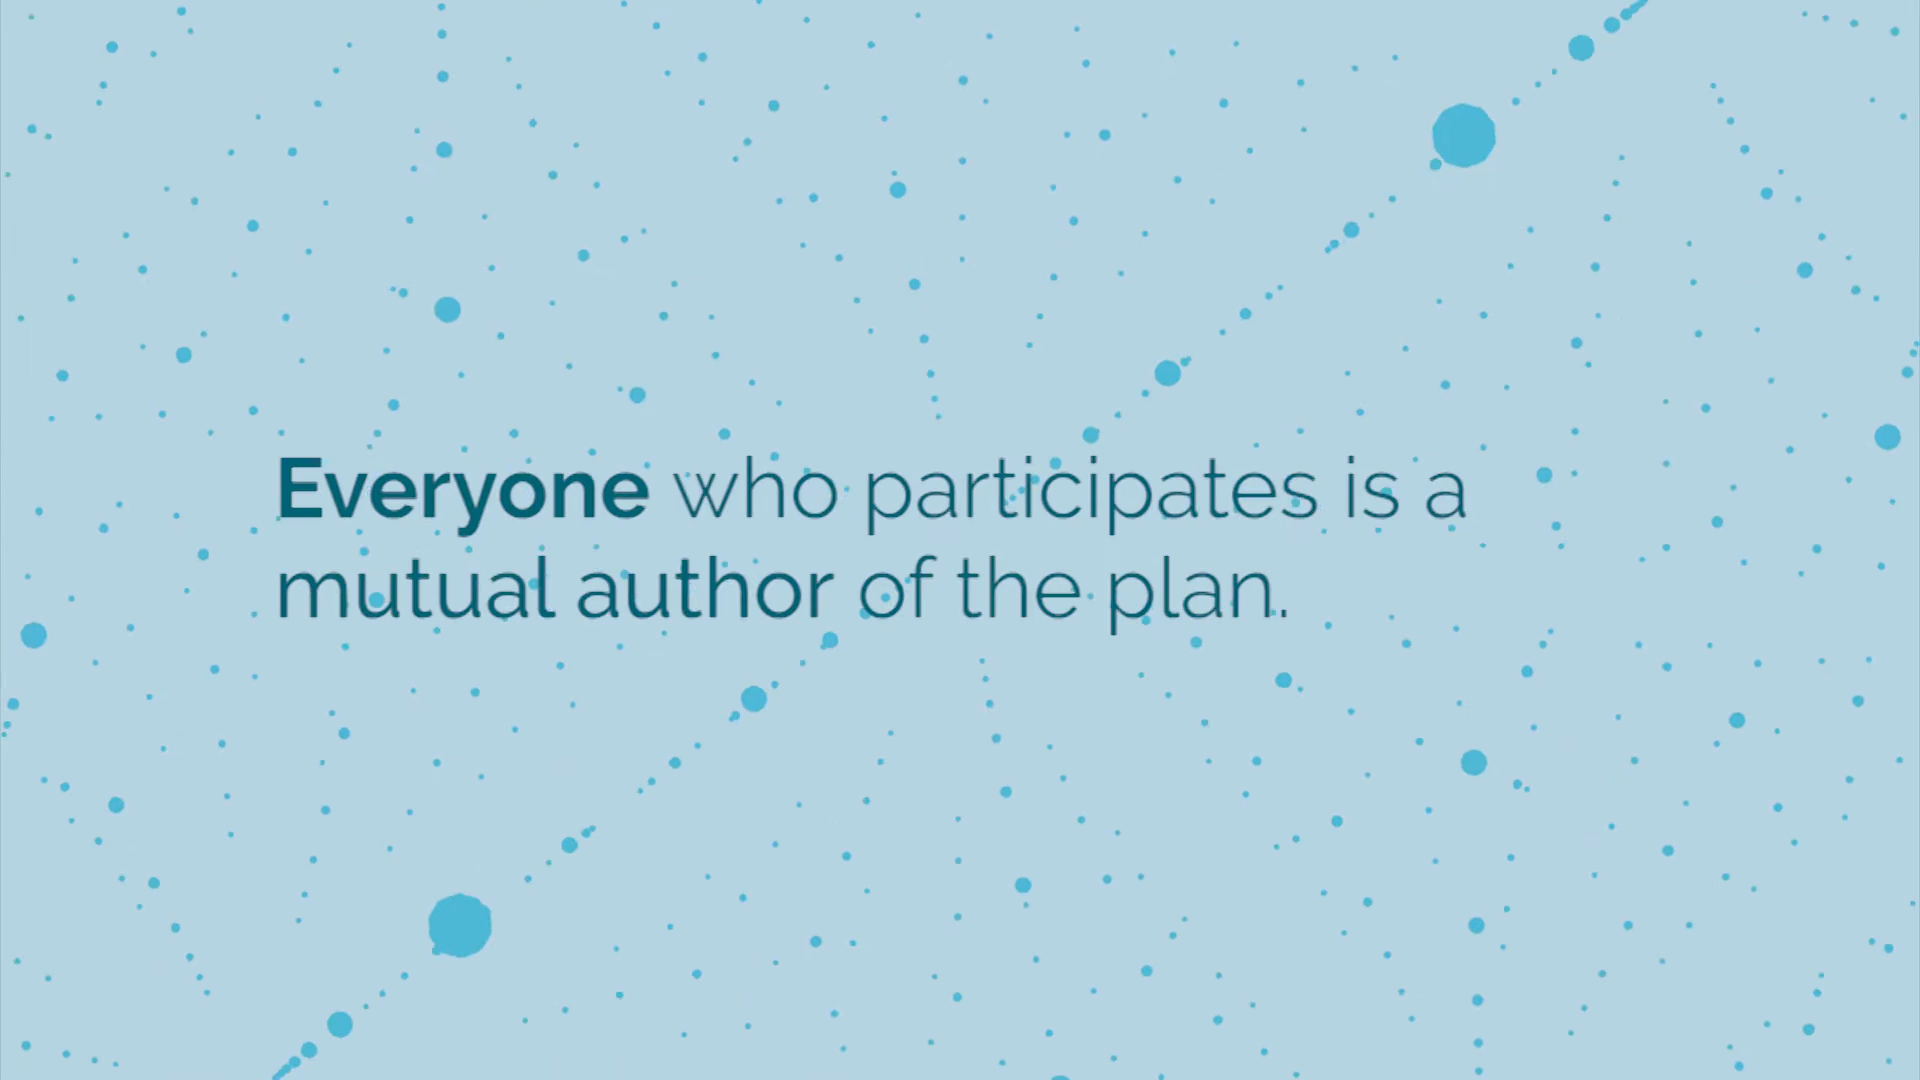 Everyone who participates is a
mutual author of the plan.